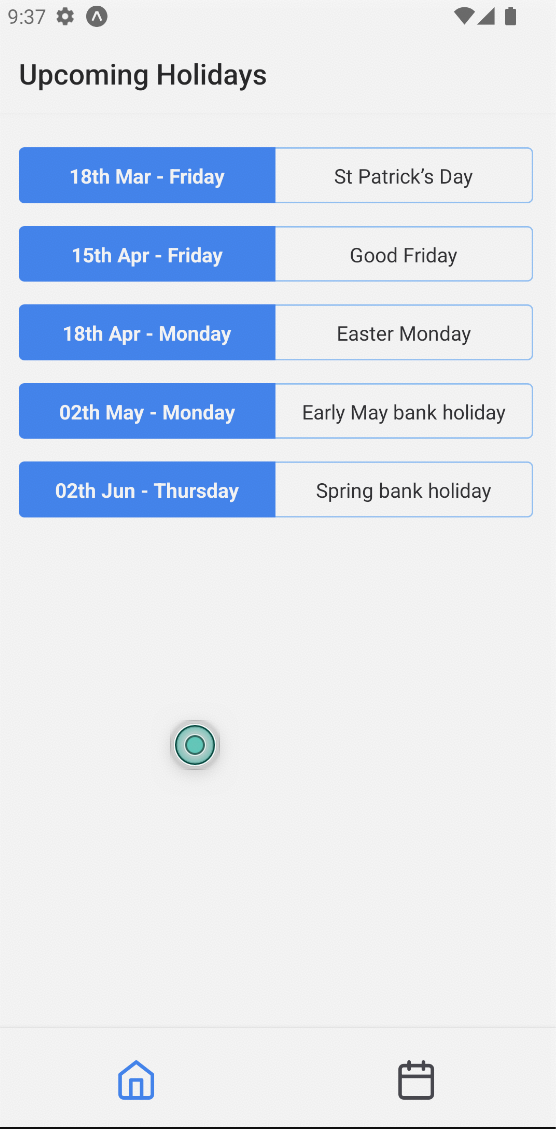 9:37
Upcoming Holidays
18th Mar - Friday St Patrick’s Day
15th Apr - Friday Good Friday
18th Apr - Monday Easter Monday
02th May - Monday Early May bank holiday
02th Jun - Thursday Spring bank holiday